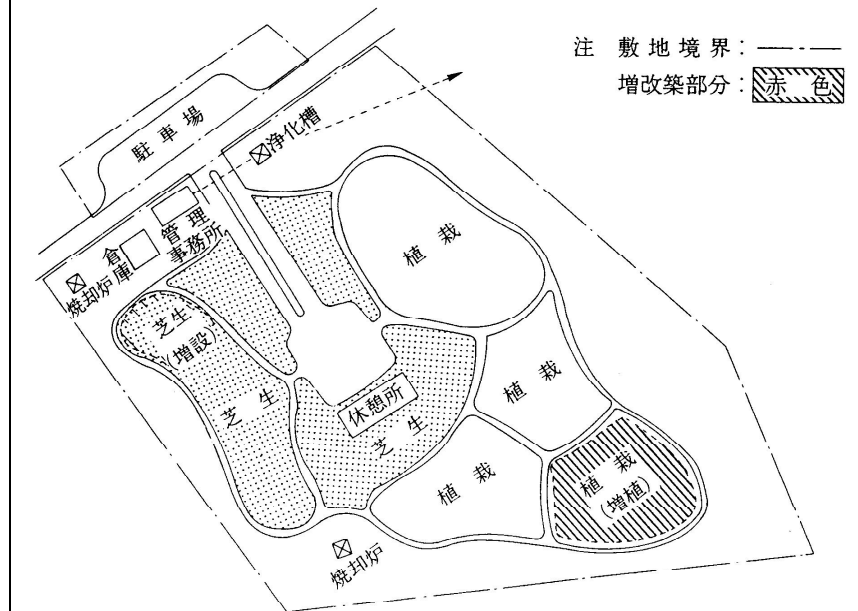 注 敷地境界：
増改築部分：赤色
駐車場
浄化槽
管理
事務所
倉庫
焼却炉
植栽
芝生
(増設)
芝生
休憩所
芝生
植栽
植栽
植栽
(増植)
焼却炉